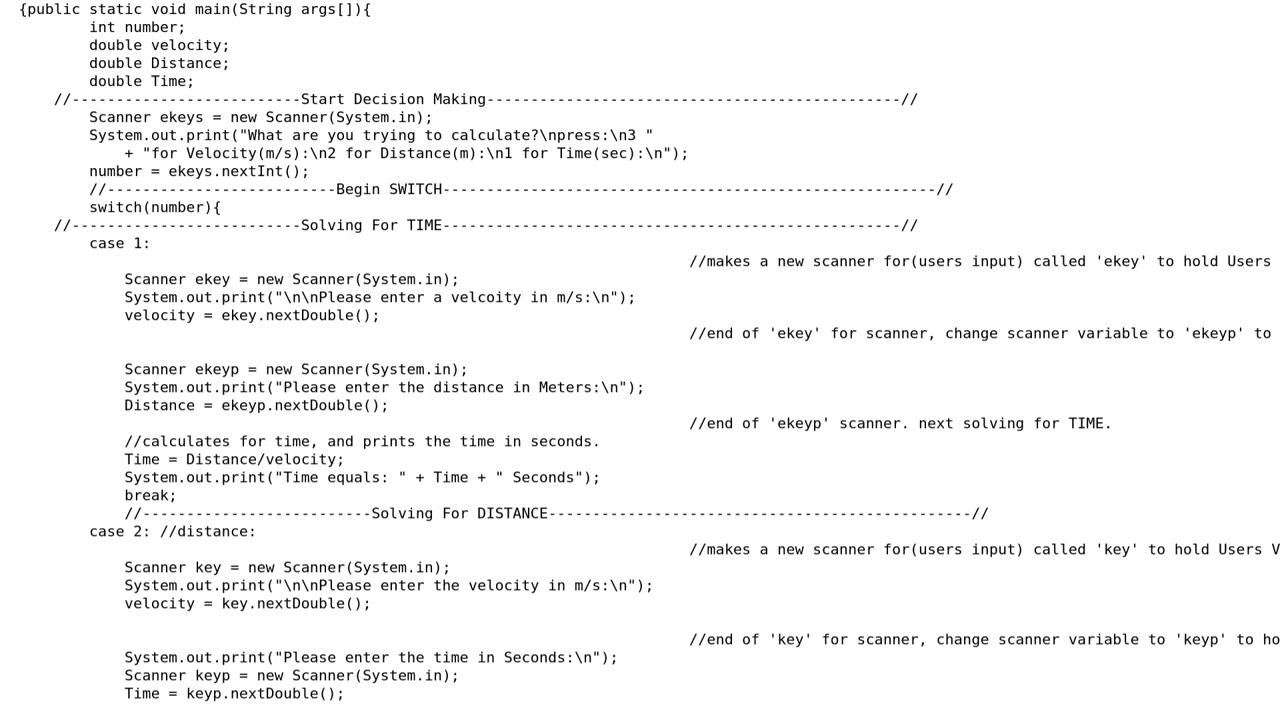 {public static void main(String args[]){
int number;
double velocity;
double Distance;
double Time;
//--------------------------Start Decision Making-----------------------------------------------//
Scanner ekeys = new Scanner(System.in);
System.out.print("What are you trying to calculate?\npress:\n3 "
+ "for Velocity(m/s):\n2 for Distance(m):\n1 for Time(sec):\n");
number = ekeys.nextInt();
//--------------------------Begin SWITCH--------------------------------------------------------//
switch(number){
//--------------------------Solving For TIME----------------------------------------------------//
case 1:
//makes a new scanner for(users input) called 'ekey' to hold Users
Scanner ekey = new Scanner(System.in);
System.out.print("\n\nPlease enter a velcoity in m/s:\n");
velocity = ekey.nextDouble();
//end of 'ekey' for scanner, change scanner variable to 'ekeyp' to
Scanner ekeyp = new Scanner(System.in);
System.out.print("Please enter the distance in Meters:\n");
Distance = ekeyp.nextDouble();
//end of 'ekeyp' scanner. next solving for TIME.
//calculates for time, and prints the time in seconds.
Time = Distance/velocity;
System.out.print("Time equals: " + Time + " Seconds");
break;
//--------------------------Solving For DISTANCE------------------------------------------------//
case 2: //distance:
//makes a new scanner for(users input) called 'key' to hold Users V
Scanner key = new Scanner(System.in);
System.out.print("\n\nPlease enter the velocity in m/s:\n");
velocity = key.nextDouble();
//end of 'key' for scanner, change scanner variable to 'keyp' to ho
System.out.print("Please enter the time in Seconds:\n");
Scanner keyp = new Scanner(System.in);
Time = keyp.nextDouble();